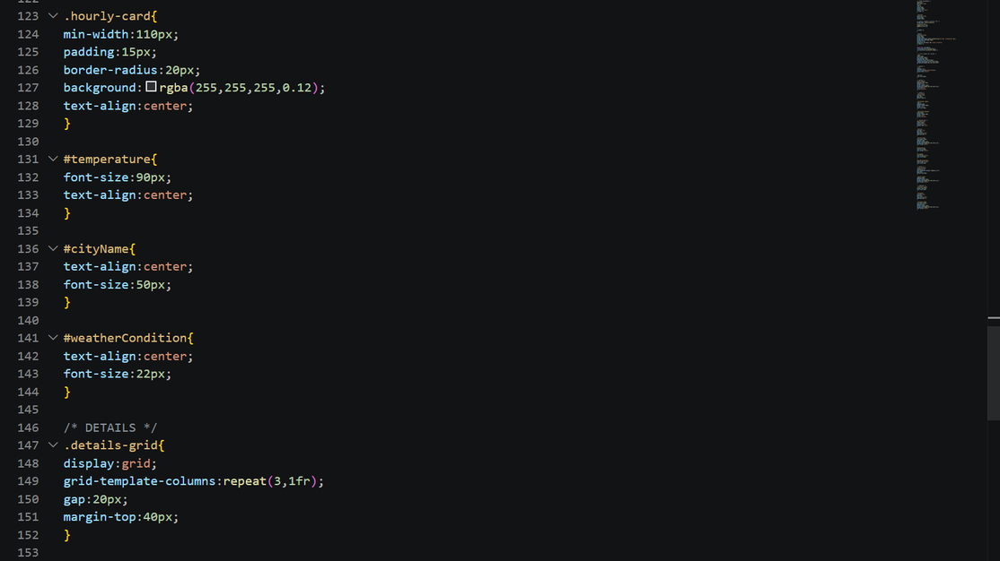 122
123 .hourly-card{
124 min-width:110px;
125 padding:15px;
126 border-radius:20px;
127 background:rgba(255,255,255,0.12);
128 text-align:center;
129 }
130
131 #temperature{
132 font-size:90px;
133 text-align:center;
134 }
135
136 #cityName{
137 text-align:center;
138 font-size:50px;
139 }
140
141 #weatherCondition{
142 text-align:center;
143 font-size:22px;
144 }
145
146 /* DETAILS */
147 .details-grid{
148 display:grid;
149 grid-template-columns:repeat(3,1fr);
150 gap:20px;
151 margin-top:40px;
152 }
153